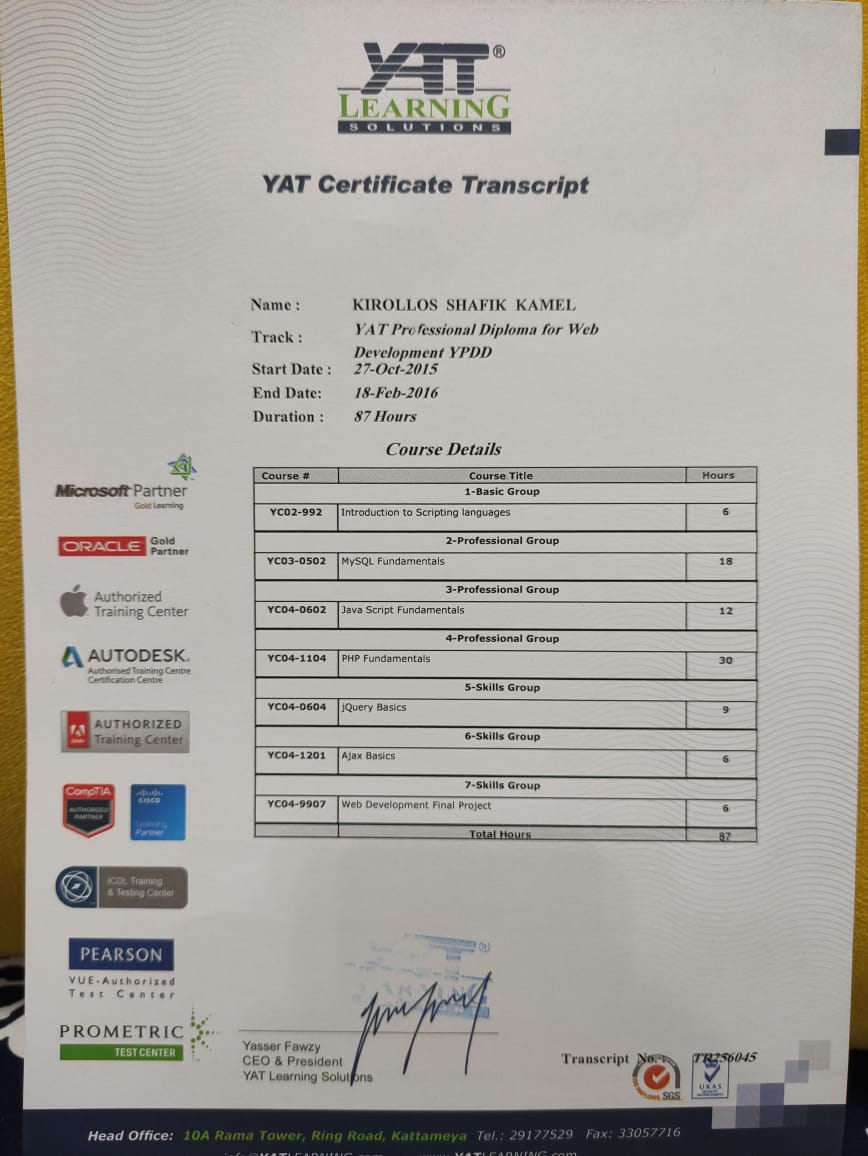 YAT®
LEARNING
SOLUTIONS
YAT Certificate Transcript
Name : KIROLLOS SHAFIK KAMEL
Track : YAT Professional Diploma for Web
Development YPDD
Start Date : 27-Oct-2015
End Date: 18-Feb-2016
Duration : 87 Hours
Course Details
Course # Course Title Hours
1-Basic Group
YC02-992 Introduction to Scripting languages 6
2-Professional Group
YC03-0502 MySQL Fundamentals 18
3-Professional Group
YC04-0602 Java Script Fundamentals 12
4-Professional Group
YC04-1104 PHP Fundamentals 30
5-Skills Group
YC04-0604 jQuery Basics 9
6-Skills Group
YC04-1201 Ajax Basics 6
7-Skills Group
YC04-9907 Web Development Final Project 6
Total Hours 87
Microsoft Partner
Gold Learning
ORACLE Gold
Partner
Authorized
Training Center
AUTODESK.
Authorised Training Centre
Certification Centre
AUTHORIZED
Training Center
CompTIA
AUTHORIZED
PARTNER
CISCO
Learning
Partner
ICDL Training
& Testing Center
PEARSON
VUE-Authorized
Test Center
PROMETRIC
TEST CENTER
Yasser Fawzy
CEO & President
YAT Learning Solutions
Transcript No. : TR256045
SGS
UKAS
Head Office: 10A Rama Tower, Ring Road, Kattameya Tel.: 29177529 Fax: 33057716